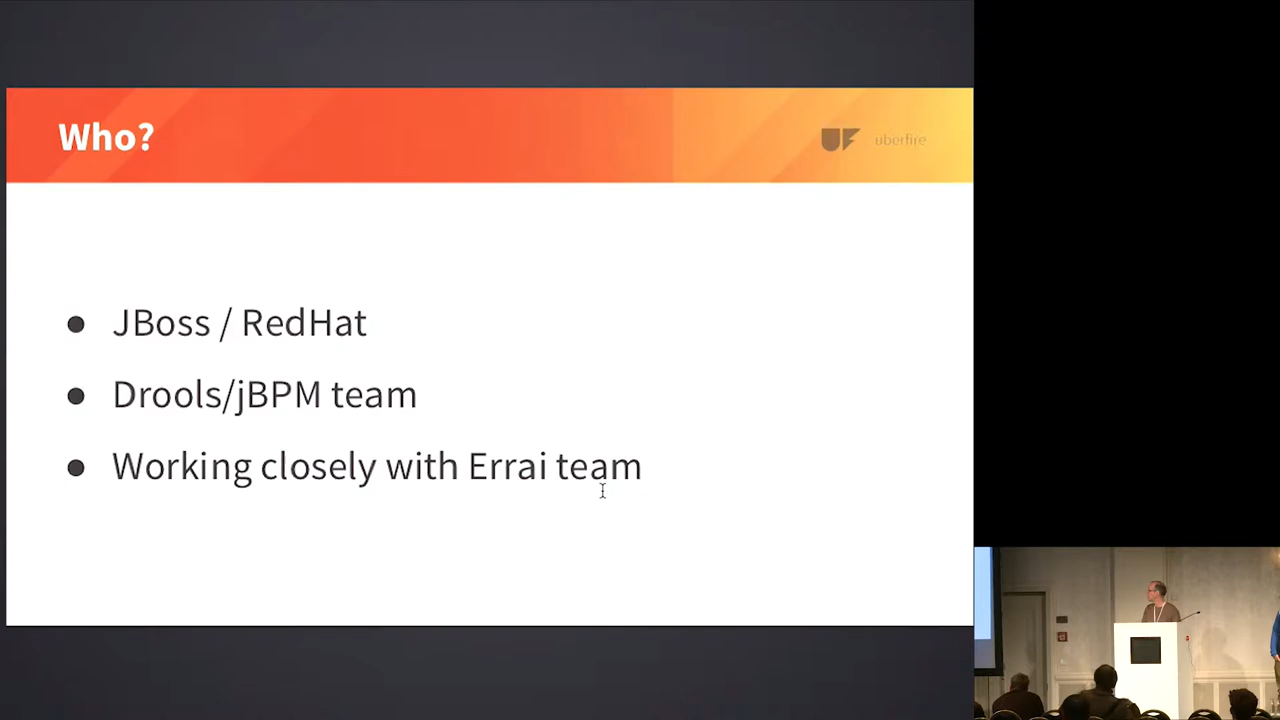 Who?
uberfire
JBoss / RedHat
Drools/jBPM team
Working closely with Errai team